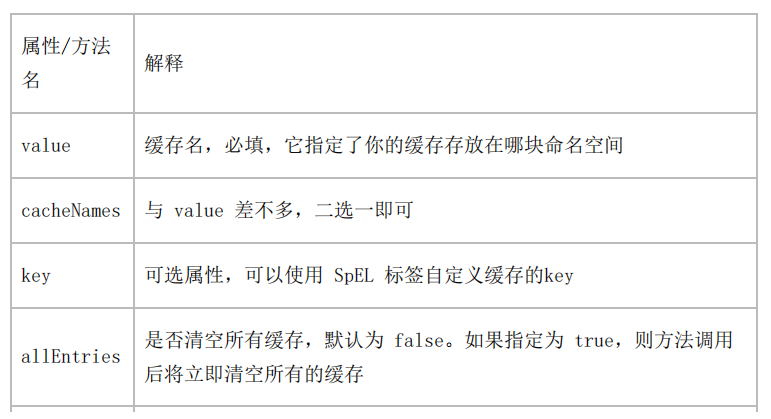 属性/方法
名
解释
value
缓存名，必填，它指定了你的缓存存放在哪块命名空间
cacheNames
与 value 差不多，二选一即可
key
可选属性，可以使用 SpEL 标签自定义缓存的key
allEntries
是否清空所有缓存，默认为 false。如果指定为 true，则方法调用
后将立即清空所有的缓存